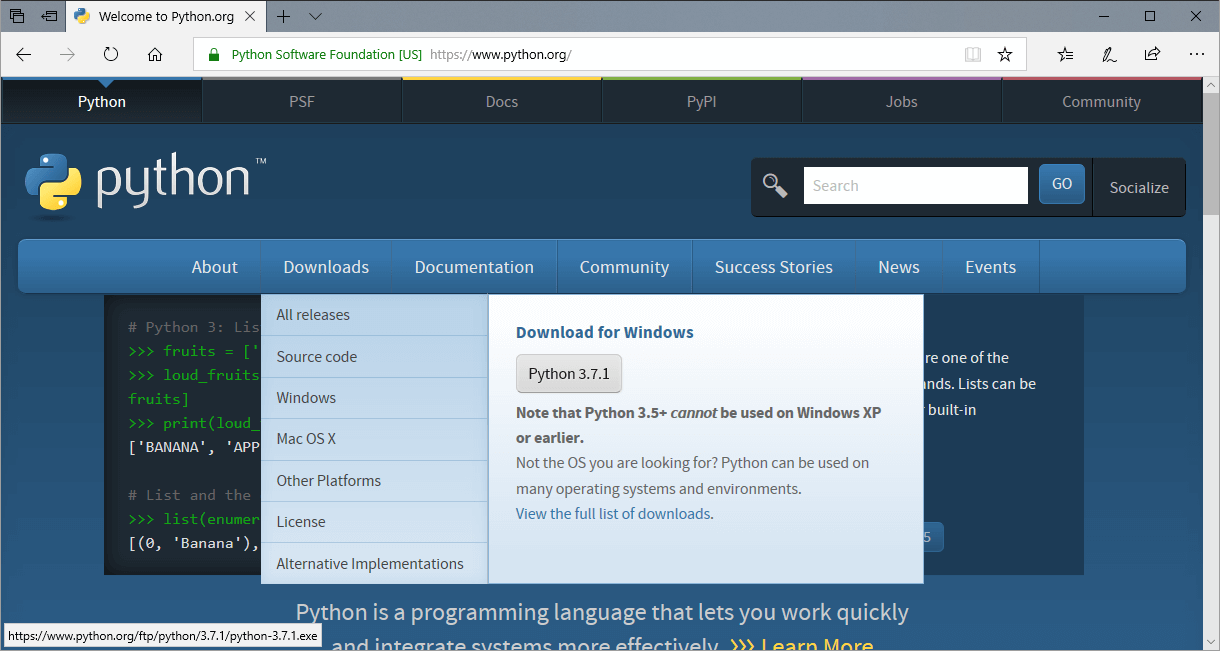 Welcome to Python.org
Python Software Foundation [US] https://www.python.org/
Python PSF Docs PyPI Jobs Community
python™
Search GO Socialize
About Downloads Documentation Community Success Stories News Events
# Python 3: Lis
>>> fruits = ['
>>> loud_fruits
fruits]
>>> print(loud_
['BANANA', 'APP
# List and the
>>> list(enumer
[(0, 'Banana'),
All releases
Source code
Windows
Mac OS X
Other Platforms
License
Alternative Implementations
Download for Windows
Python 3.7.1
Note that Python 3.5+ cannot be used on Windows XP
or earlier.
Not the OS you are looking for? Python can be used on
many operating systems and environments.
View the full list of downloads.
re one of the
nds. Lists can be
built-in
5
Python is a programming language that lets you work quickly
and integrate systems more effectively. >>> Learn More
https://www.python.org/ftp/python/3.7.1/python-3.7.1.exe